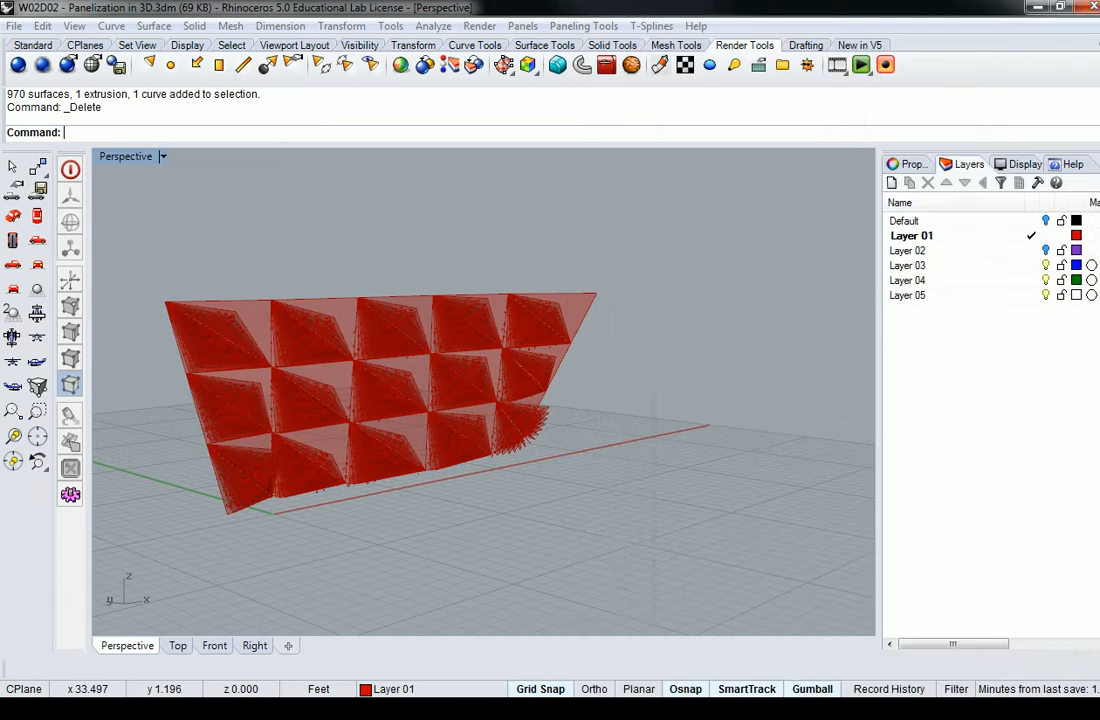 W02D02 - Panelization in 3D.3dm (69 KB) - Rhinoceros 5.0 Educational Lab License - [Perspective]
File Edit View Curve Surface Solid Mesh Dimension Transform Tools Analyze Render Panels Paneling Tools T-Splines Help
Standard CPlanes Set View Display Select Viewport Layout Visibility Transform Curve Tools Surface Tools Solid Tools Mesh Tools Render Tools Drafting New in V5
970 surfaces, 1 extrusion, 1 curve added to selection.
Command: _Delete
Command:
Perspective
Prop... Layers Display Help
Name Ma
Default
Layer 01
Layer 02
Layer 03
Layer 04
Layer 05
z
y x
Perspective Top Front Right
CPlane x 33.497 y 1.196 z 0.000 Feet Layer 01 Grid Snap Ortho Planar Osnap SmartTrack Gumball Record History Filter Minutes from last save: 1.